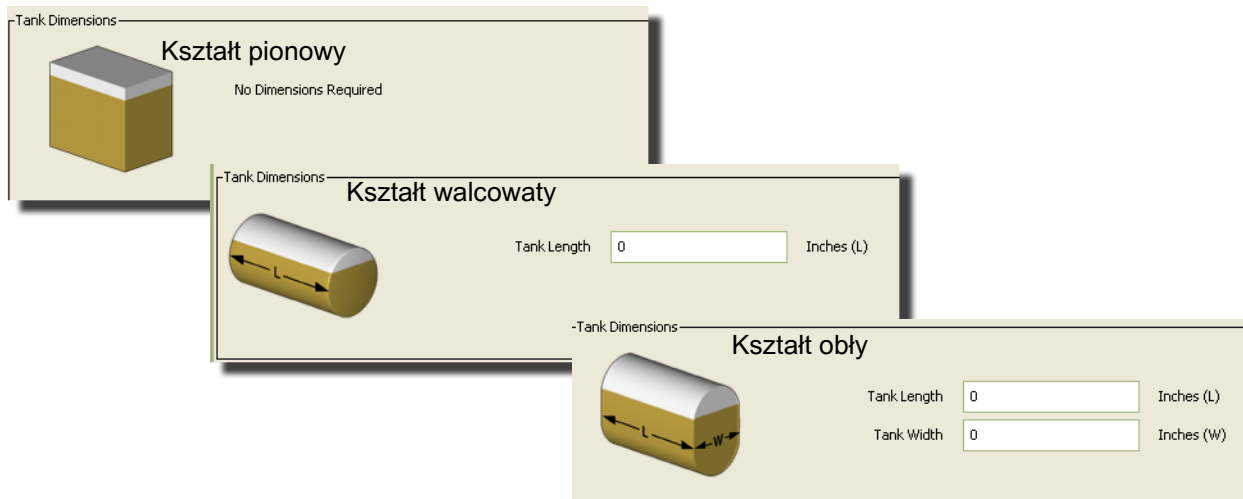 Tank Dimensions
Kształt pionowy
No Dimensions Required
Tank Dimensions
Kształt walcowaty
Tank Length 0 Inches (L)
L
Tank Dimensions
Kształt obły
Tank Length 0 Inches (L)
L W
Tank Width 0 Inches (W)